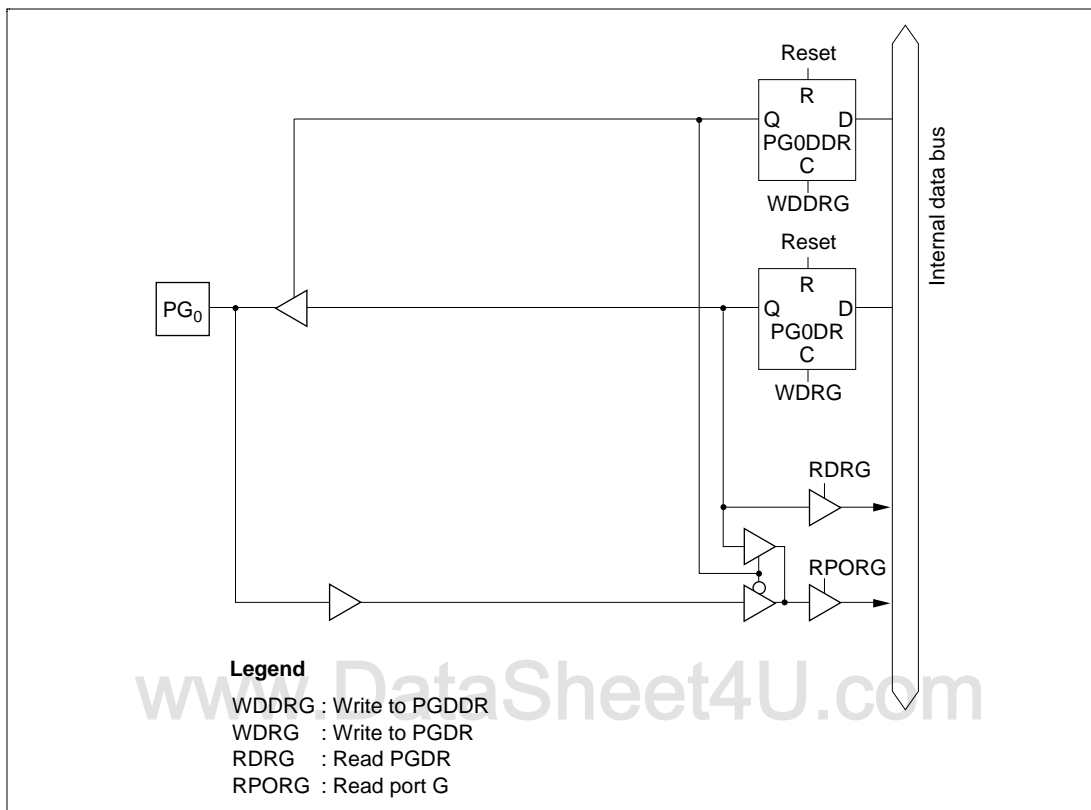 Reset
R
Q D
PG0DDR
C
WDDRG
Reset
R
Q D
PG0DR
C
WDRG
PG0
Internal data bus
RDRG
RPORG
Legend
WDDRG : Write to PGDDR
WDRG : Write to PGDR
RDRG : Read PGDR
RPORG : Read port G
www.DataSheet4U.com